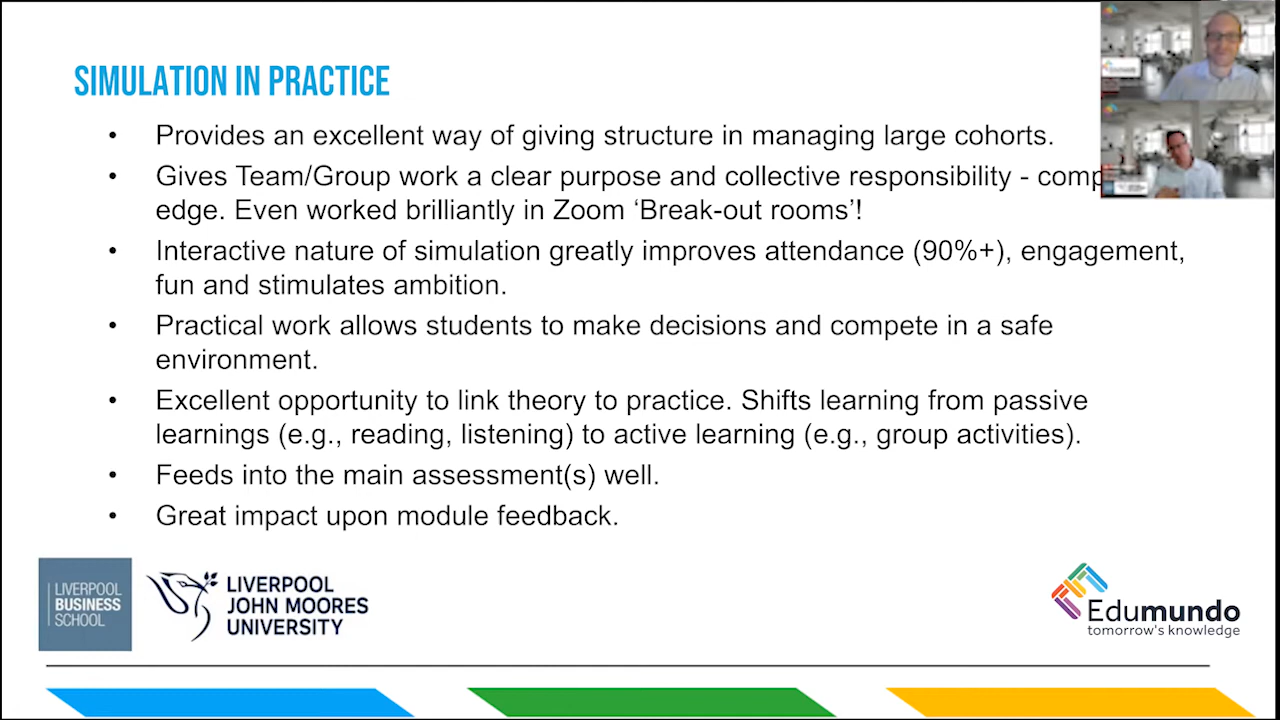 SIMULATION IN PRACTICE
• Provides an excellent way of giving structure in managing large cohorts.
• Gives Team/Group work a clear purpose and collective responsibility - comp
edge. Even worked brilliantly in Zoom ‘Break-out rooms’!
• Interactive nature of simulation greatly improves attendance (90%+), engagement,
fun and stimulates ambition.
• Practical work allows students to make decisions and compete in a safe
environment.
• Excellent opportunity to link theory to practice. Shifts learning from passive
learnings (e.g., reading, listening) to active learning (e.g., group activities).
• Feeds into the main assessment(s) well.
• Great impact upon module feedback.
LIVERPOOL
BUSINESS
SCHOOL
LIVERPOOL
JOHN MOORES
UNIVERSITY
Edumundo
tomorrow's knowledge